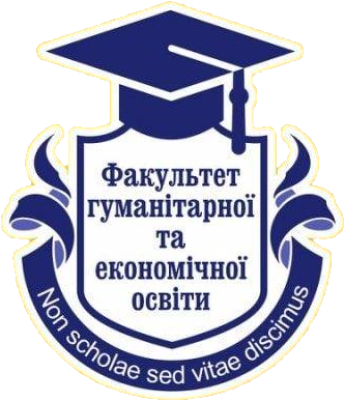 Факультет
гуманітарної
та
економічної
освіти
Non scholae sed vitae discimus